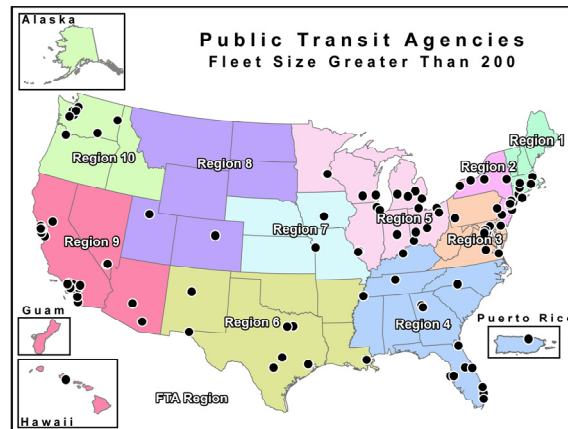 Alaska
Public Transit Agencies
Fleet Size Greater Than 200
Region 1
Region 2
Region 10
Region 8
Region 5
Region 7
Region 3
Region 9
Guam
Region 6
Region 4
Puerto Rico
Hawaii
FTA Region